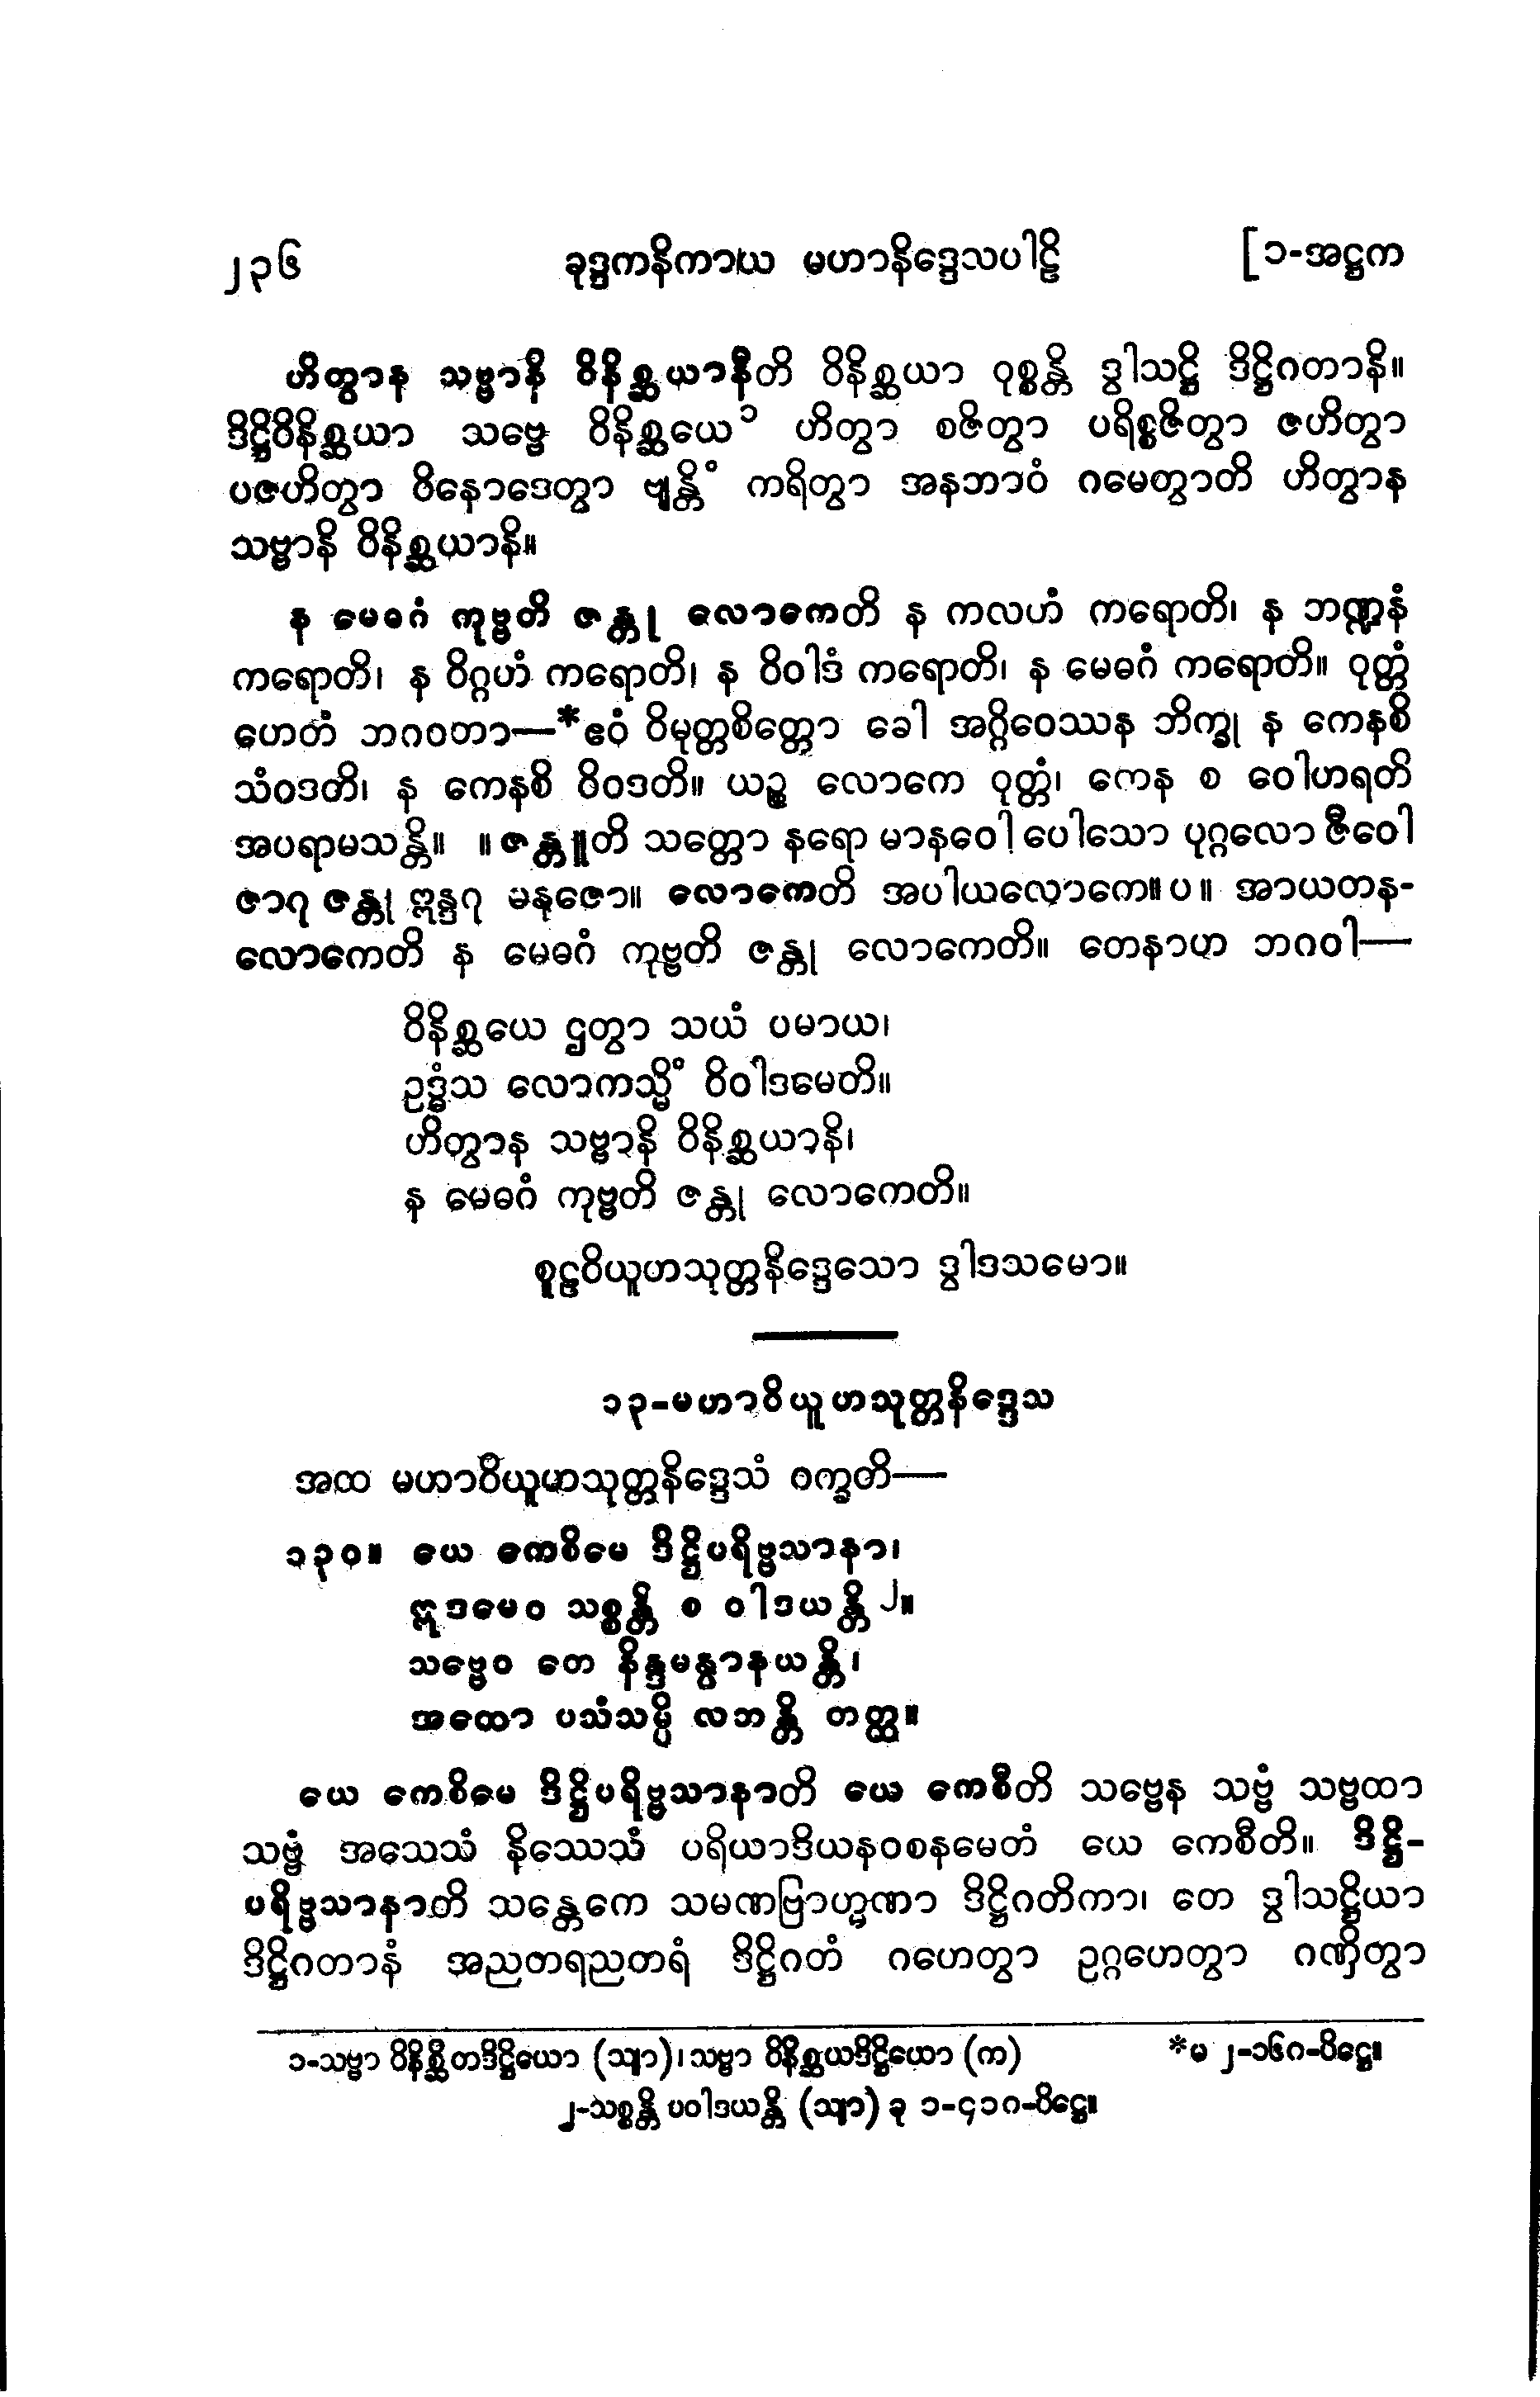 ၂၃၆ ခုဒ္ဒကနိကာယ မဟာနိဒ္ဒေသပါဠိ [၁-အဋ္ဌက
ဟိတွာန သဗ္ဗာနိ ဝိနိစ္ဆယာနီတိ ဝိနိစ္ဆယာ ဝုစ္စန္တိ ဒွါသဋ္ဌိ ဒိဋ္ဌိဂတာနိ။
ဒိဋ္ဌိဝိနိစ္ဆယာ သဗ္ဗေ ဝိနိစ္ဆယေ၁ ဟိတွာ စဇိတွာ ပရိစ္စဇိတွာ ဇဟိတွာ
ပဇဟိတွာ ဝိနောဒေတွာ ဗျန္တိံ ကရိတွာ အနဘာဝံ ဂမေတွာတိ ဟိတွာန
သဗ္ဗာနိ ဝိနိစ္ဆယာနိ။
န မေဓဂံ ကုဗ္ဗတိ ဇန္တု လောကေတိ န ကလဟံ ကရောတိ၊ န ဘဏ္ဍနံ
ကရောတိ၊ န ဝိဂ္ဂဟံ ကရောတိ၊ န ဝိဝါဒံ ကရောတိ၊ န မေဓဂံ ကရောတိ။ ဝုတ္တံ
ဟေတံ ဘဂဝတာ—*ဧဝံ ဝိမုတ္တစိတ္တော ခေါ အဂ္ဂိဝေဿန ဘိက္ခု န ကေနစိ
သံဝဒတိ၊ န ကေနစိ ဝိဝဒတိ။ ယဉ္စ လောကေ ဝုတ္တံ၊ ကေန စ ဝေါဟရတိ
အပရာမသန္တိ။ ။ဇန္တူတိ သတ္တော နရော မာနဝေါ ပေါသော ပုဂ္ဂလော ဇီဝေါ
ဇာဂု ဇန္တု ဣန္ဒဂု မနုဇော။ လောကေတိ အပါယလောကေ။ပ။ အာယတန-
လောကေတိ န မေဓဂံ ကုဗ္ဗတိ ဇန္တု လောကေတိ။ တေနာဟ ဘဂဝါ—
ဝိနိစ္ဆယေ ဌတွာ သယံ ပမာယ၊
ဥဒ္ဓံသ လောကသ္မိံ ဝိဝါဒမေတိ။
ဟိတွာန သဗ္ဗာနိ ဝိနိစ္ဆယာနိ၊
န မေဓဂံ ကုဗ္ဗတိ ဇန္တု လောကေတိ။
စူဠဝိယူဟသုတ္တနိဒ္ဒေသော ဒွါဒသမော။
၁၃-မဟာဝိယူဟသုတ္တနိဒ္ဒေသ
အထ မဟာဝိယူဟသုတ္တနိဒ္ဒေသံ ဝက္ခတိ—
၁၃၀။ ယေ ကေစိမေ ဒိဋ္ဌိပရိဗ္ဗသာနာ၊
ဣဒမေဝ သစ္စန္တိ စ ဝါဒယန္တိ၂။
သဗ္ဗေဝ တေ နိန္ဒမန္ဝာနယန္တိ၊
အထော ပသံသမ္ပိ လဘန္တိ တတ္ထ။
ယေ ကေစိမေ ဒိဋ္ဌိပရိဗ္ဗသာနာတိ ယေ ကေစီတိ သဗ္ဗေန သဗ္ဗံ သဗ္ဗထာ
သဗ္ဗံ အသေသံ နိဿေသံ ပရိယာဒိယနဝစနမေတံ ယေ ကေစီတိ။ ဒိဋ္ဌိ-
ပရိဗ္ဗသာနာတိ သန္တေကေ သမဏဗြာဟ္မဏာ ဒိဋ္ဌိဂတိကာ၊ တေ ဒွါသဋ္ဌိယာ
ဒိဋ္ဌိဂတာနံ အညတရညတရံ ဒိဋ္ဌိဂတံ ဂဟေတွာ ဥဂ္ဂဟေတွာ ဂဏှိတွာ
၁-သဗ္ဗာ ဝိနိစ္ဆိတဒိဋ္ဌိယော (သျာ)၊ သဗ္ဗာ ဝိနိစ္ဆယဒိဋ္ဌိယော (က) *မ ၂-၁၆၈-ပိဋ္ဌေ။
၂-သစ္စန္တိ ပဝါဒယန္တိ (သျာ) ခု ၁-၄၁၈-ပိဋ္ဌေ။